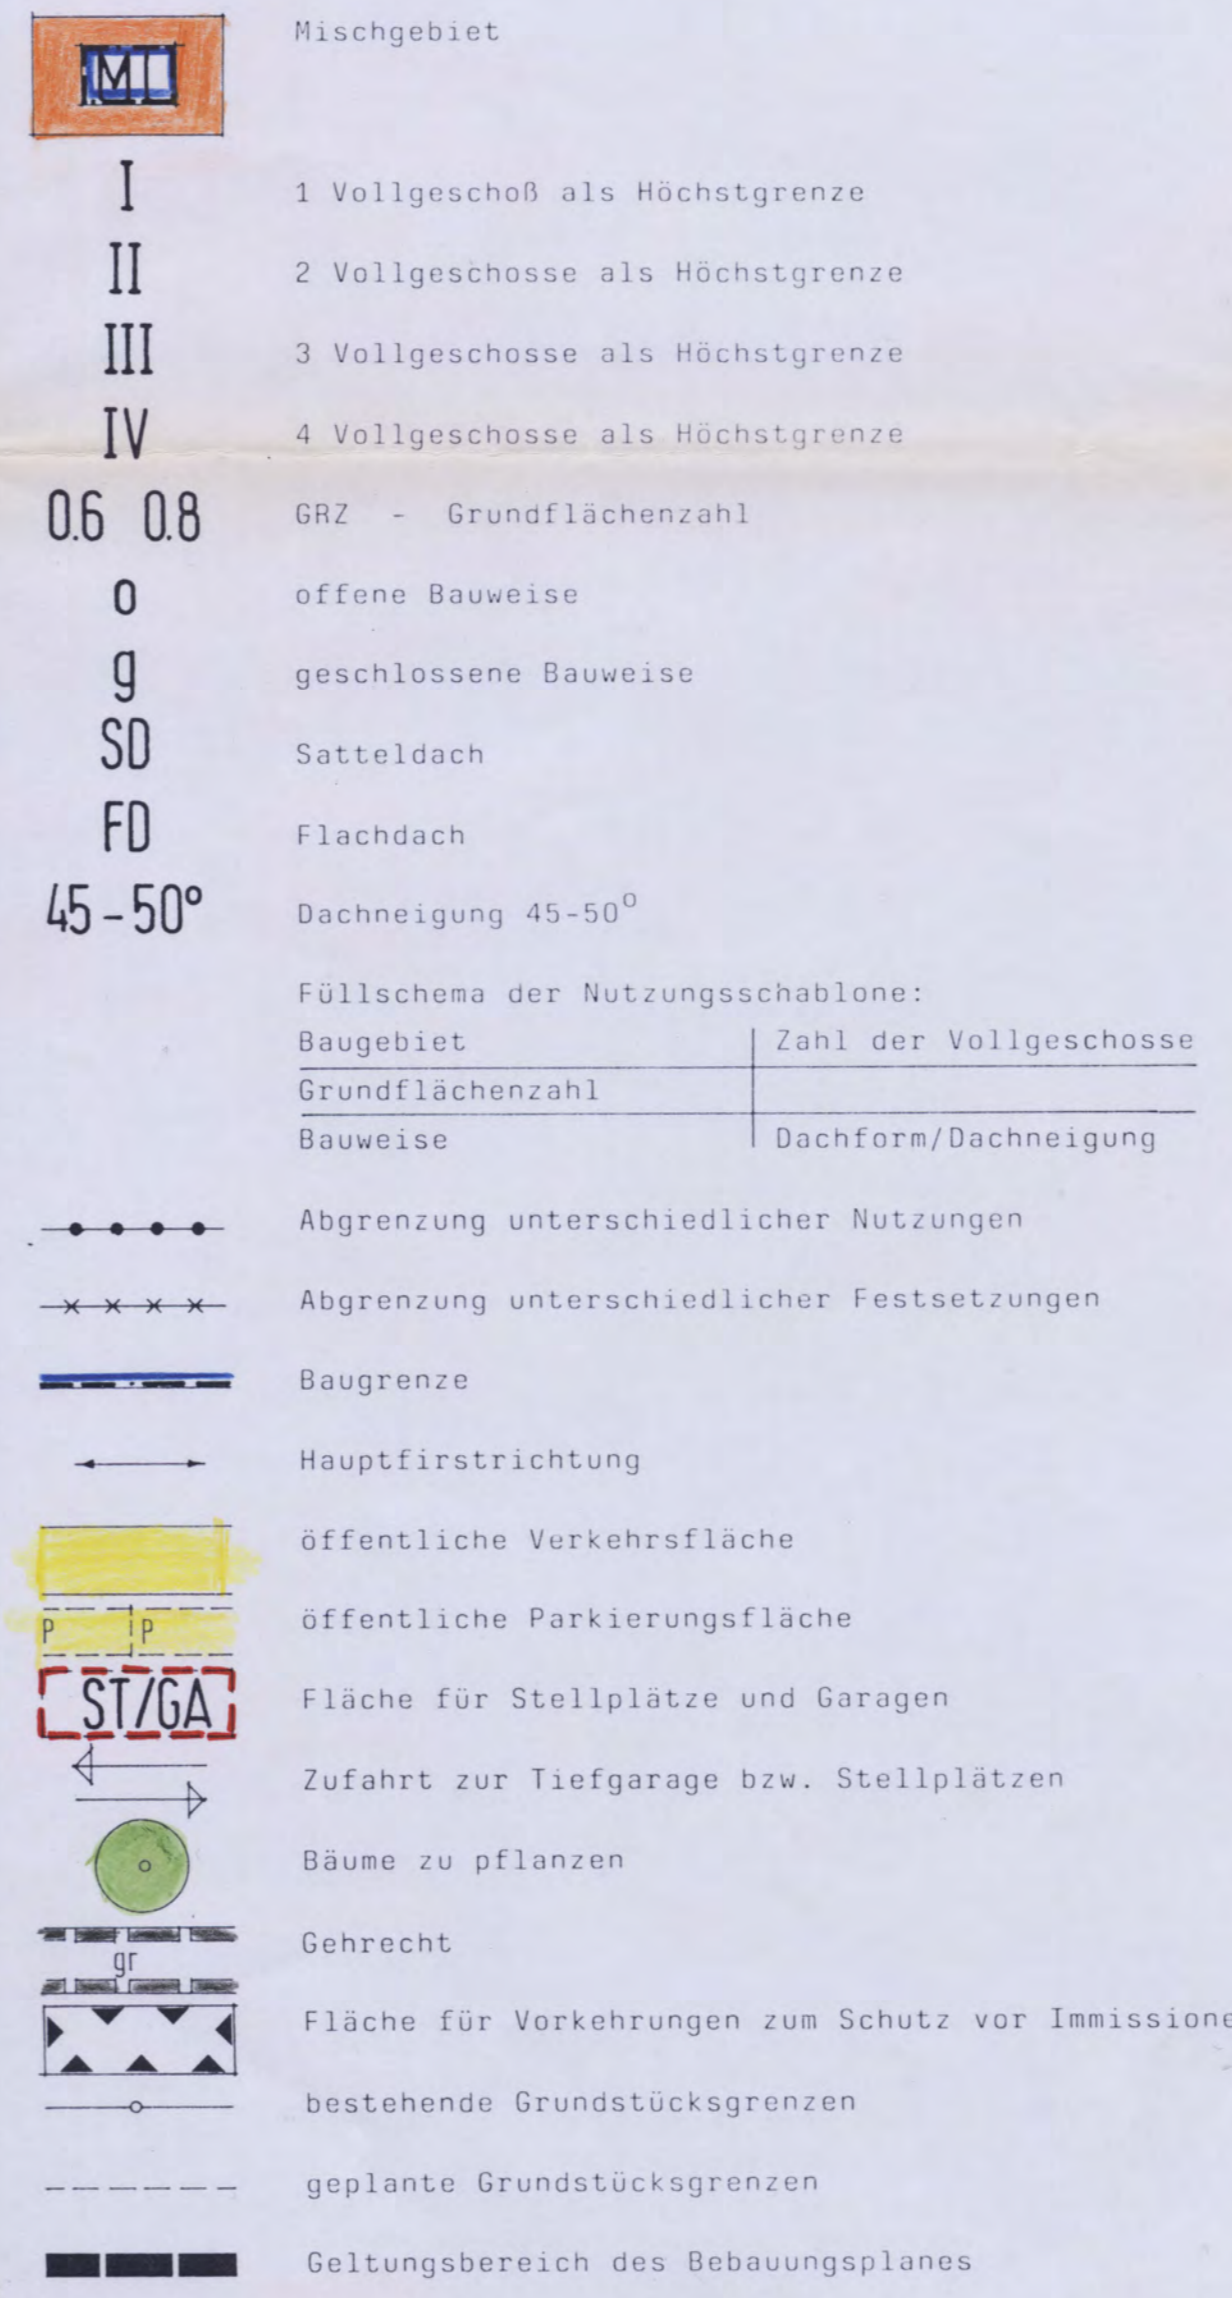 MI Mischgebiet
I 1 Vollgeschoß als Höchstgrenze
II 2 Vollgeschosse als Höchstgrenze
III 3 Vollgeschosse als Höchstgrenze
IV 4 Vollgeschosse als Höchstgrenze
0.6 0.8 GRZ - Grundflächenzahl
o offene Bauweise
g geschlossene Bauweise
SD Satteldach
FD Flachdach
45-50° Dachneigung 45-50°
Füllschema der Nutzungsschablone:
Baugebiet Zahl der Vollgeschosse
Grundflächenzahl
Bauweise Dachform/Dachneigung
Abgrenzung unterschiedlicher Nutzungen
Abgrenzung unterschiedlicher Festsetzungen
Baugrenze
Hauptfirstrichtung
öffentliche Verkehrsfläche
P P öffentliche Parkierungsfläche
ST/GA Fläche für Stellplätze und Garagen
Zufahrt zur Tiefgarage bzw. Stellplätzen
Bäume zu pflanzen
gr Gehrecht
Fläche für Vorkehrungen zum Schutz vor Immissione
bestehende Grundstücksgrenzen
geplante Grundstücksgrenzen
Geltungsbereich des Bebauungsplanes